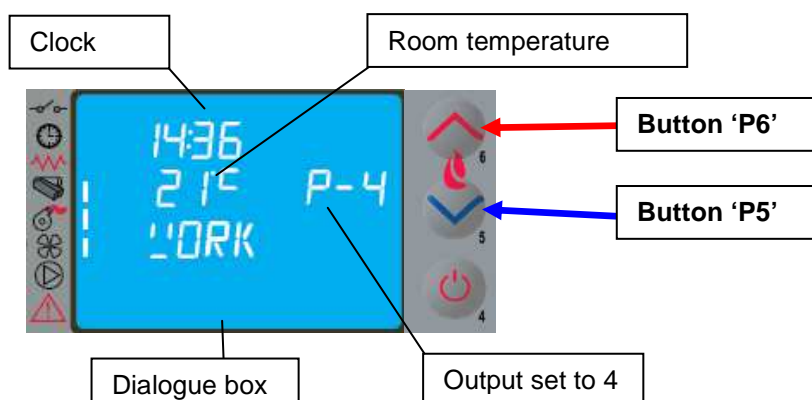 Clock
Room temperature
14:36
21c P-4
WORK
6
5
4
Button ‘P6’
Button ‘P5’
Dialogue box
Output set to 4